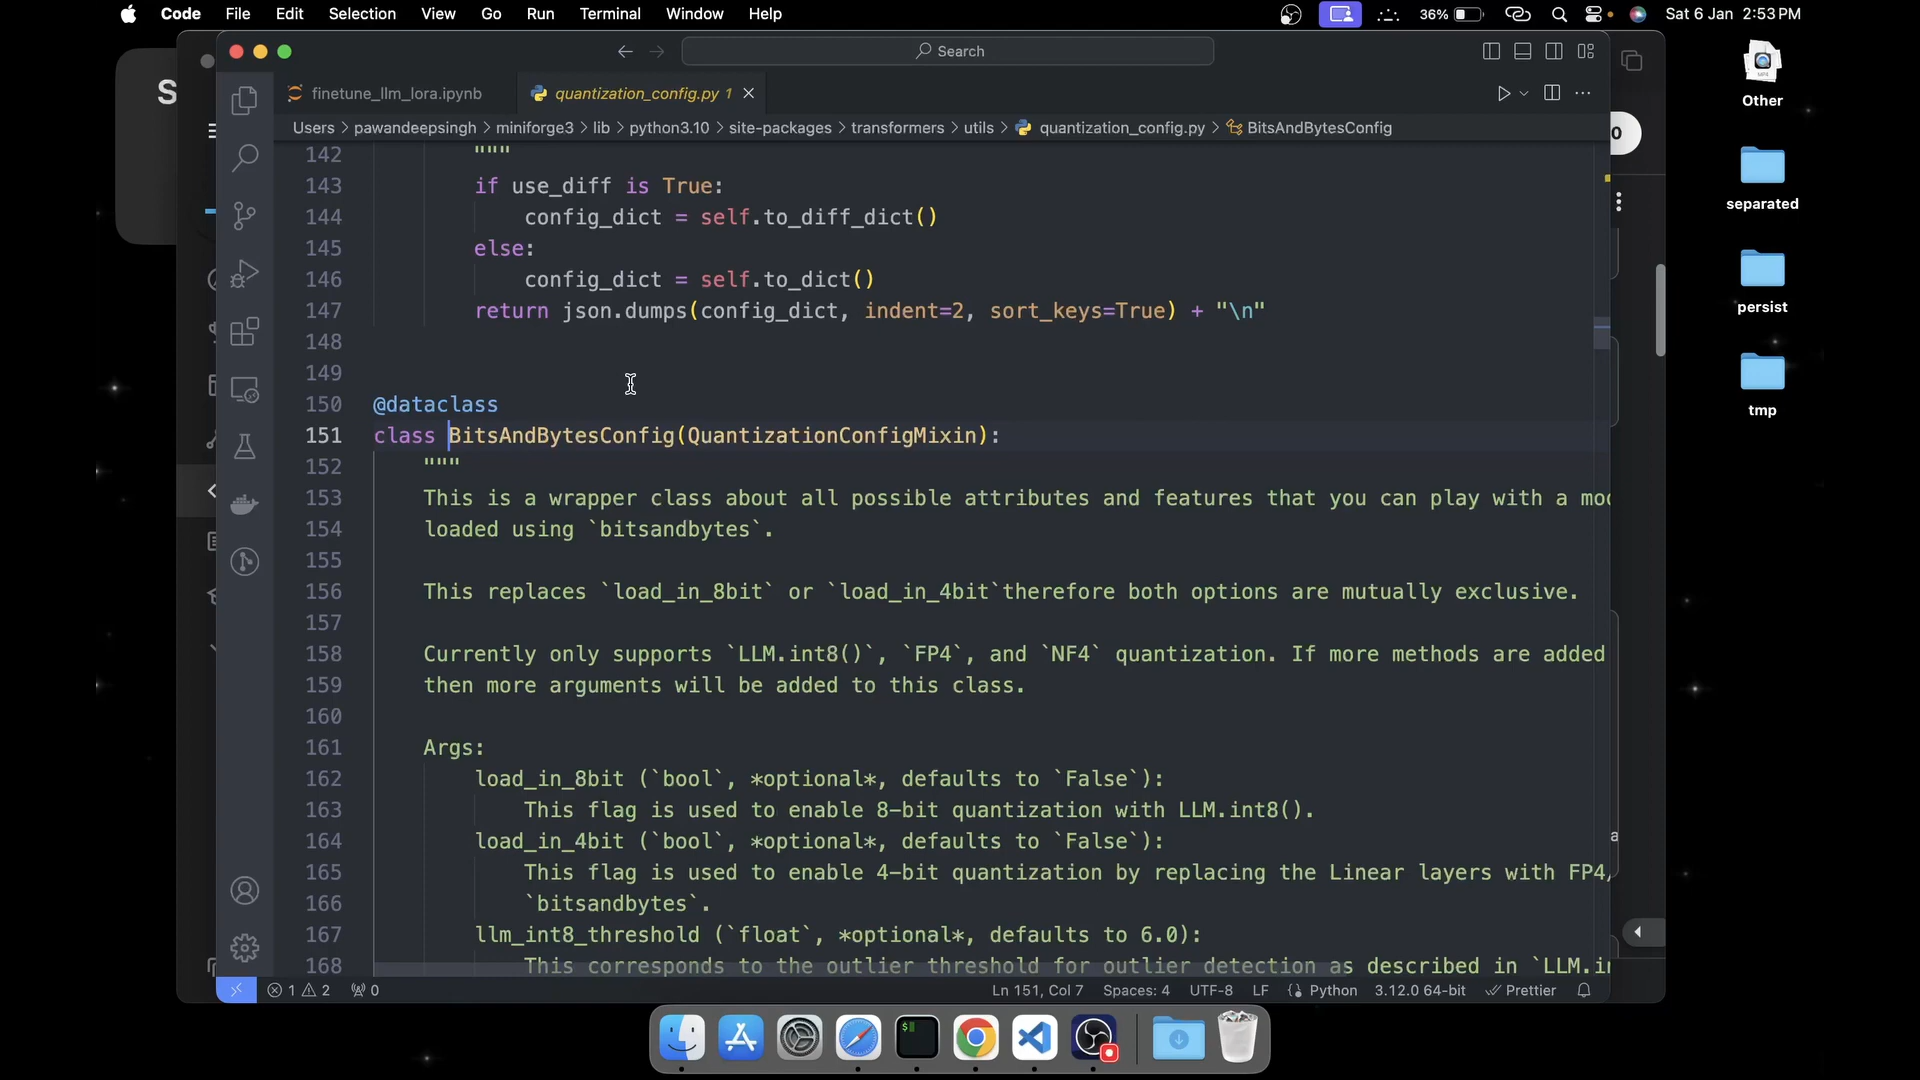 Code File Edit Selection View Go Run Terminal Window Help 36% Sat 6 Jan 2:53 PM
Search
finetune_llm_lora.ipynb quantization_config.py 1
Users > pawandeepsingh > miniforge3 > lib > python3.10 > site-packages > transformers > utils > quantization_config.py > BitsAndBytesConfig
142 """
143 if use_diff is True:
144 config_dict = self.to_diff_dict()
145 else:
146 config_dict = self.to_dict()
147 return json.dumps(config_dict, indent=2, sort_keys=True) + "\n"
148
149
150 @dataclass
151 class BitsAndBytesConfig(QuantizationConfigMixin):
152 """
153 This is a wrapper class about all possible attributes and features that you can play with a
154 loaded using `bitsandbytes`.
155
156 This replaces `load_in_8bit` or `load_in_4bit`therefore both options are mutually exclusive.
157
158 Currently only supports `LLM.int8()`, `FP4`, and `NF4` quantization. If more methods are added
159 then more arguments will be added to this class.
160
161 Args:
162 load_in_8bit (`bool`, *optional*, defaults to `False`):
163 This flag is used to enable 8-bit quantization with LLM.int8().
164 load_in_4bit (`bool`, *optional*, defaults to `False`):
165 This flag is used to enable 4-bit quantization by replacing the Linear layers with FP4/
166 `bitsandbytes`.
167 llm_int8_threshold (`float`, *optional*, defaults to 6.0):
168 This corresponds to the outlier threshold for outlier detection as described in
1 2 0 Ln 151, Col 7 Spaces: 4 UTF-8 LF Python 3.12.0 64-bit Prettier
S
0
a
Other
separated
persist
tmp